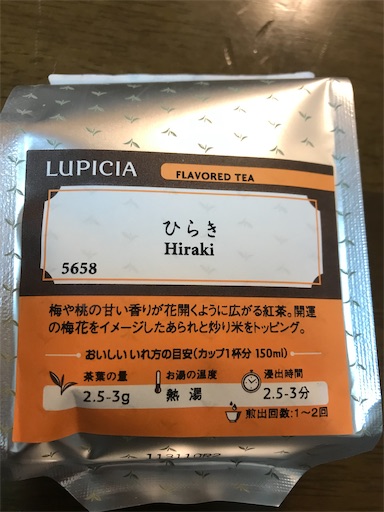 LUPICIA
FLAVORED TEA
ひらき
Hiraki
5658
梅や桃の甘い香りが花開くように広がる紅茶。開運
の梅花をイメージしたあられと炒り米をトッピング。
おいしいいれ方の目安(カップ1杯分 150ml)
茶葉の量
2.5-3g
お湯の温度
熱湯
浸出時間
2.5-3分
煎出回数:1~2回